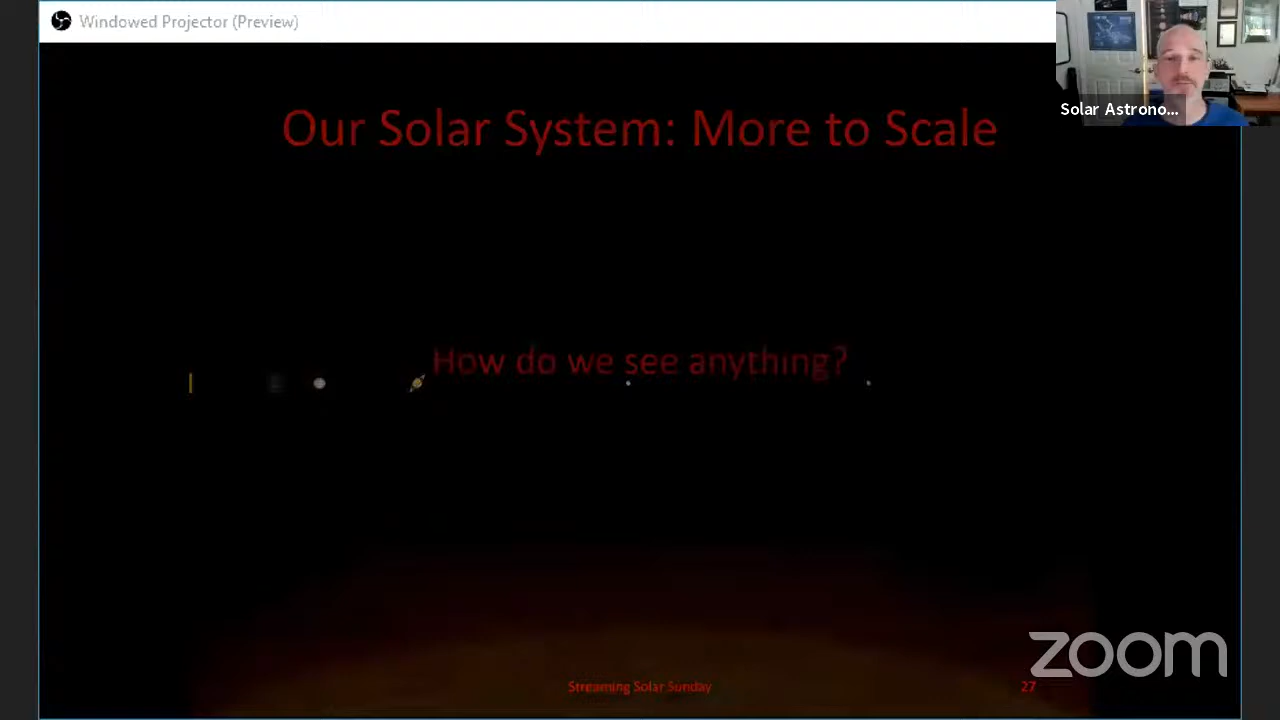 Windowed Projector (Preview)
Solar Astrono...
Our Solar System: More to Scale
How do we see anything?
Streaming Solar Sunday
27
zoom